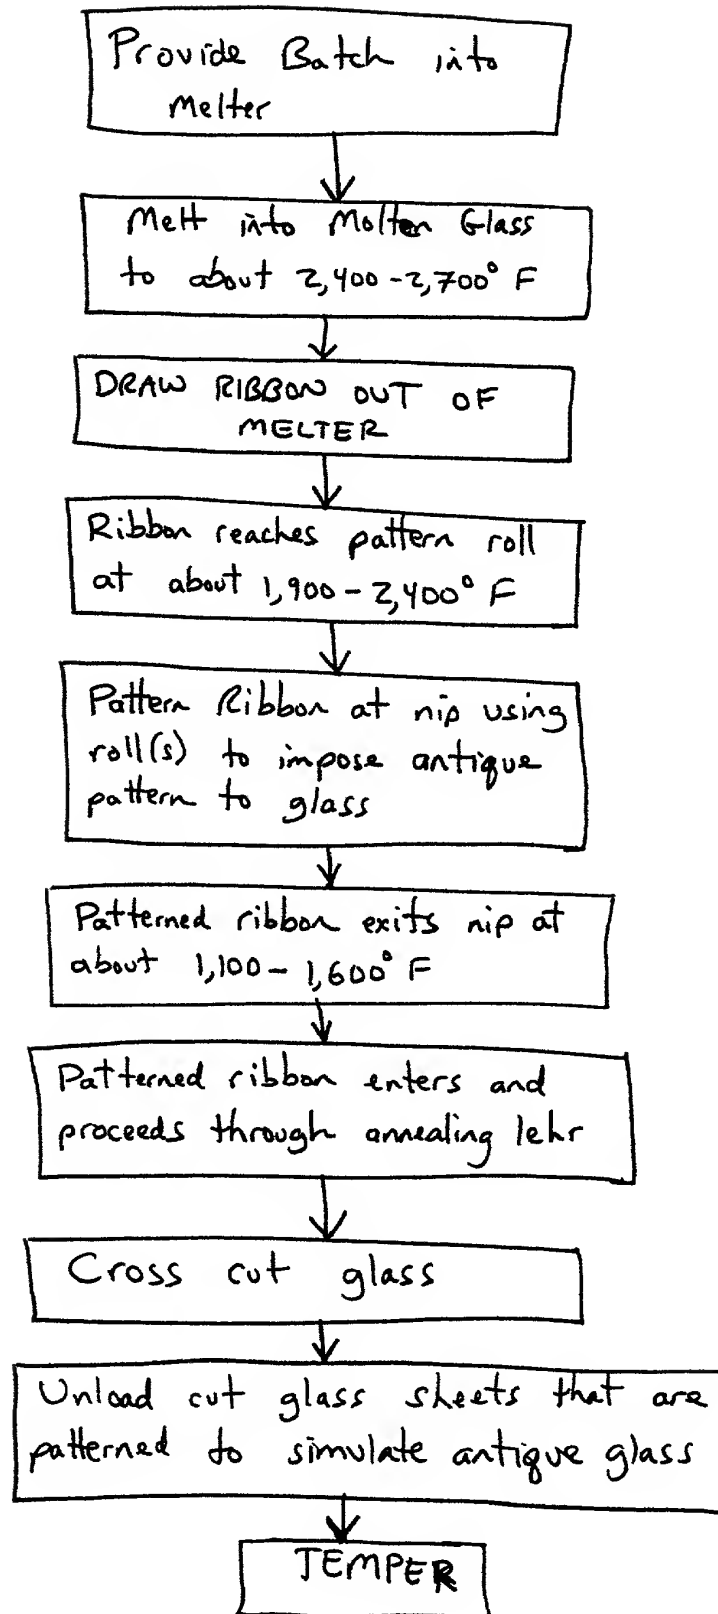 Provide Batch into
Melter
Melt into Molten Glass
to about 2,400-2,700° F
DRAW RIBBON OUT OF
MELTER
Ribbon reaches pattern roll
at about 1,900-2,400° F
Pattern Ribbon at nip using
roll(s) to impose antique
pattern to glass
Patterned ribbon exits nip at
about 1,100-1,600° F
Patterned ribbon enters and
proceeds through annealing lehr
Cross cut glass
Unload cut glass sheets that are
patterned to simulate antique glass
TEMPER